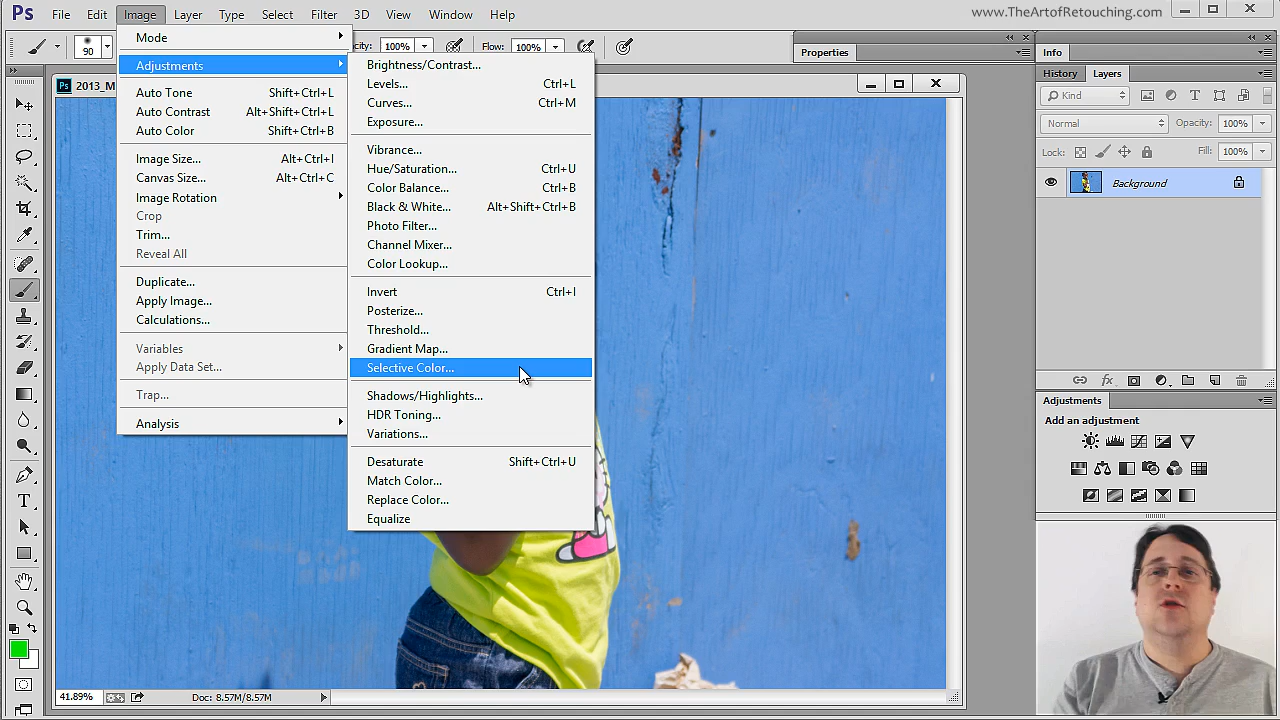 Ps File Edit Image Layer Type Select Filter 3D View Window Help
www.TheArtofRetouching.com
90
100%
Flow: 100%
Mode
Adjustments
Auto Tone Shift+Ctrl+L
Auto Contrast Alt+Shift+Ctrl+L
Auto Color Shift+Ctrl+B
Image Size... Alt+Ctrl+I
Canvas Size... Alt+Ctrl+C
Image Rotation
Crop
Trim...
Reveal All
Duplicate...
Apply Image...
Calculations...
Variables
Apply Data Set...
Trap...
Analysis
Brightness/Contrast...
Levels... Ctrl+L
Curves... Ctrl+M
Exposure...
Vibrance...
Hue/Saturation... Ctrl+U
Color Balance... Ctrl+B
Black & White... Alt+Shift+Ctrl+B
Photo Filter...
Channel Mixer...
Color Lookup...
Invert Ctrl+I
Posterize...
Threshold...
Gradient Map...
Selective Color...
Shadows/Highlights...
HDR Toning...
Variations...
Desaturate Shift+Ctrl+U
Match Color...
Replace Color...
Equalize
Ps 2013_M
Properties
Info
History Layers
Kind
Normal Opacity: 100%
Lock: Fill: 100%
Background
Adjustments
Add an adjustment
41.89% Doc: 8.57M/8.57M